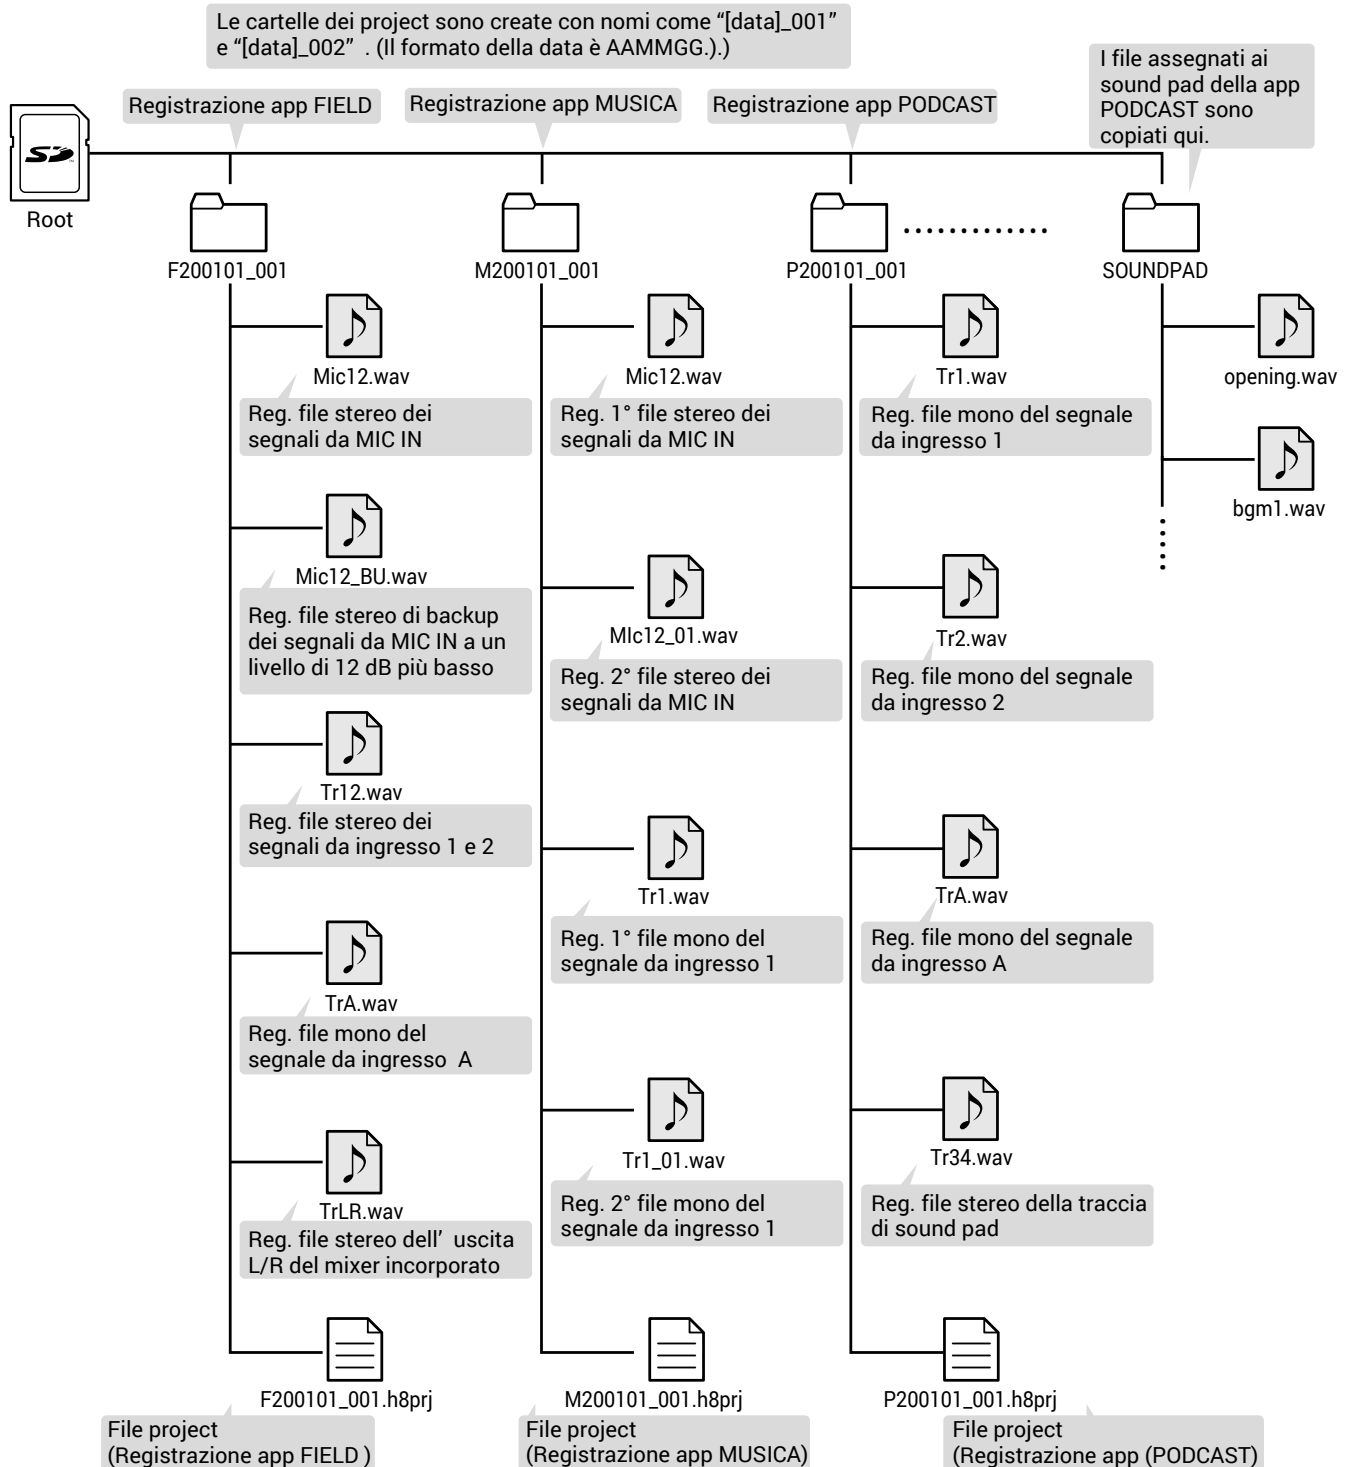 Le cartelle dei project sono create con nomi come “[data]_001”
e “[data]_002” . (Il formato della data è AAMMGG.).)
I file assegnati ai
sound pad della app
PODCAST sono
copiati qui.
Registrazione app FIELD
Registrazione app MUSICA
Registrazione app PODCAST
SD
Root
F200101_001
M200101_001
P200101_001
SOUNDPAD
Mic12.wav
Reg. file stereo dei
segnali da MIC IN
Mic12_BU.wav
Reg. file stereo di backup
dei segnali da MIC IN a un
livello di 12 dB più basso
Tr12.wav
Reg. file stereo dei
segnali da ingresso 1 e 2
TrA.wav
Reg. file mono del
segnale da ingresso A
TrLR.wav
Reg. file stereo dell’ uscita
L/R del mixer incorporato
F200101_001.h8prj
File project
(Registrazione app FIELD )
Mic12.wav
Reg. 1° file stereo dei
segnali da MIC IN
MIc12_01.wav
Reg. 2° file stereo dei
segnali da MIC IN
Tr1.wav
Reg. 1° file mono del
segnale da ingresso 1
Tr1_01.wav
Reg. 2° file mono del
segnale da ingresso 1
M200101_001.h8prj
File project
(Registrazione app MUSICA)
Tr1.wav
Reg. file mono del segnale
da ingresso 1
Tr2.wav
Reg. file mono del segnale
da ingresso 2
TrA.wav
Reg. file mono del segnale
da ingresso A
Tr34.wav
Reg. file stereo della traccia
di sound pad
P200101_001.h8prj
File project
(Registrazione app (PODCAST)
opening.wav
bgm1.wav